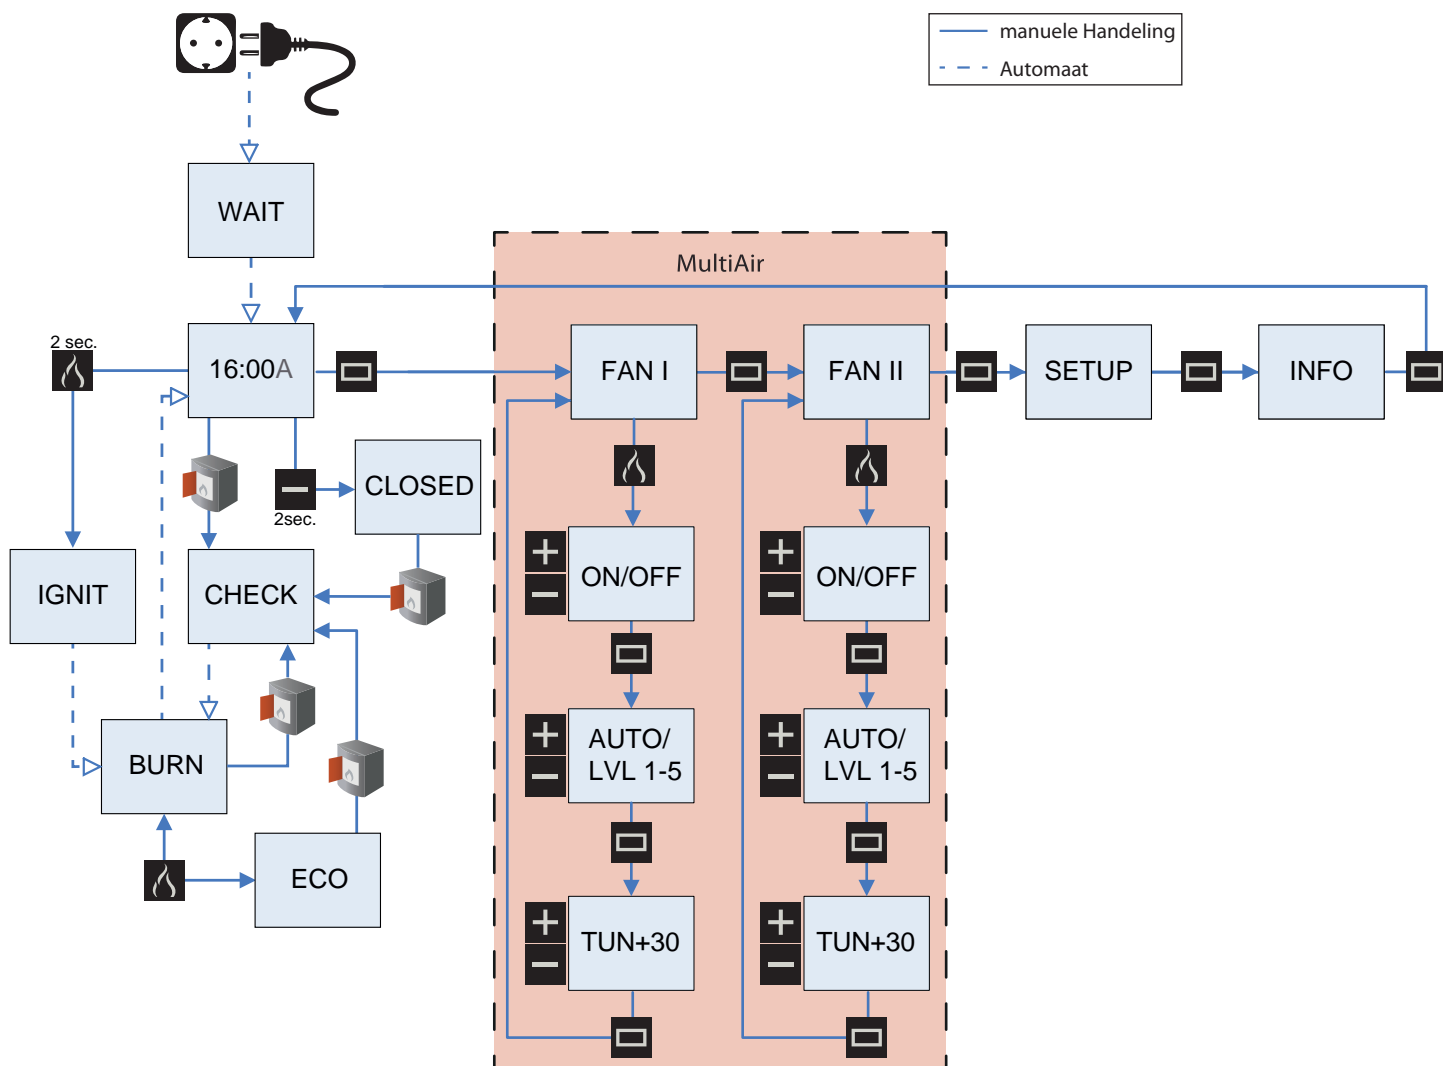 manuele Handeling
Automaat
WAIT
MultiAir
2 sec.
16:00A
FAN I
FAN II
SETUP
INFO
CLOSED
2sec.
IGNIT
CHECK
ON/OFF
ON/OFF
BURN
AUTO/
LVL 1-5
AUTO/
LVL 1-5
ECO
TUN+30
TUN+30